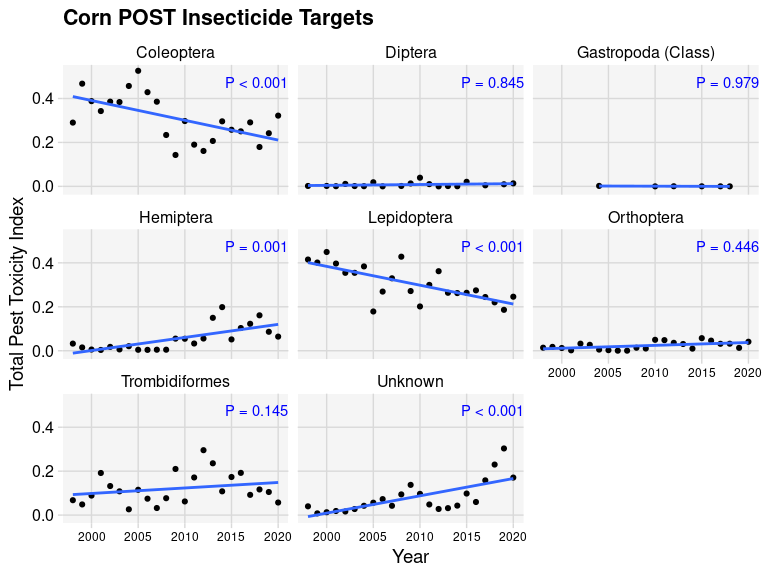 Corn POST Insecticide Targets
Coleoptera
Diptera
Gastropoda (Class)
P < 0.001
P = 0.845
P = 0.979
0.4
0.2
0.0
Hemiptera
Lepidoptera
Orthoptera
P = 0.001
P < 0.001
P = 0.446
0.4
0.2
0.0
2000 2005 2010 2015 2020
Trombidiformes
Unknown
P = 0.145
P < 0.001
0.4
0.2
0.0
2000 2005 2010 2015 2020
2000 2005 2010 2015 2020
Total Pest Toxicity Index
Year